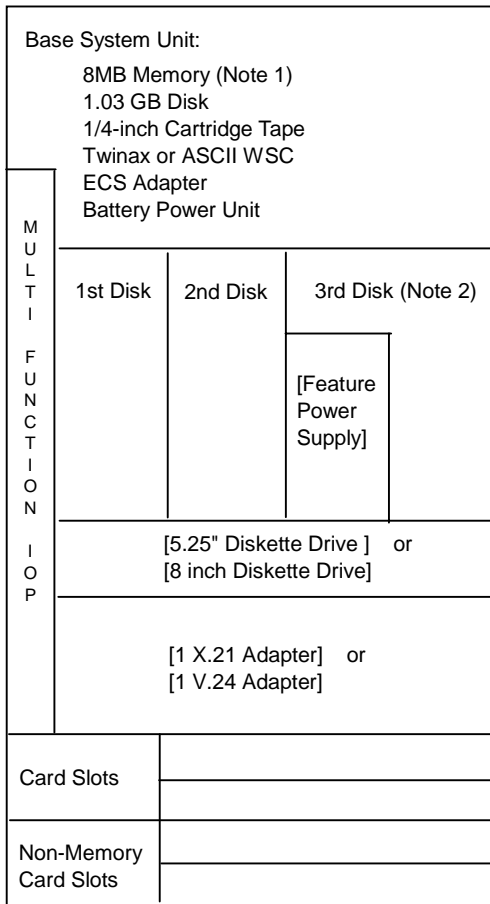 Base System Unit:
8MB Memory (Note 1)
1.03 GB Disk
1/4-inch Cartridge Tape
Twinax or ASCII WSC
ECS Adapter
Battery Power Unit
MULTI FUNCTION IOP
1st Disk
2nd Disk
3rd Disk (Note 2)
[Feature
Power
Supply]
[5.25" Diskette Drive ] or
[8 inch Diskette Drive]
[1 X.21 Adapter] or
[1 V.24 Adapter]
Card Slots
Non-Memory
Card Slots